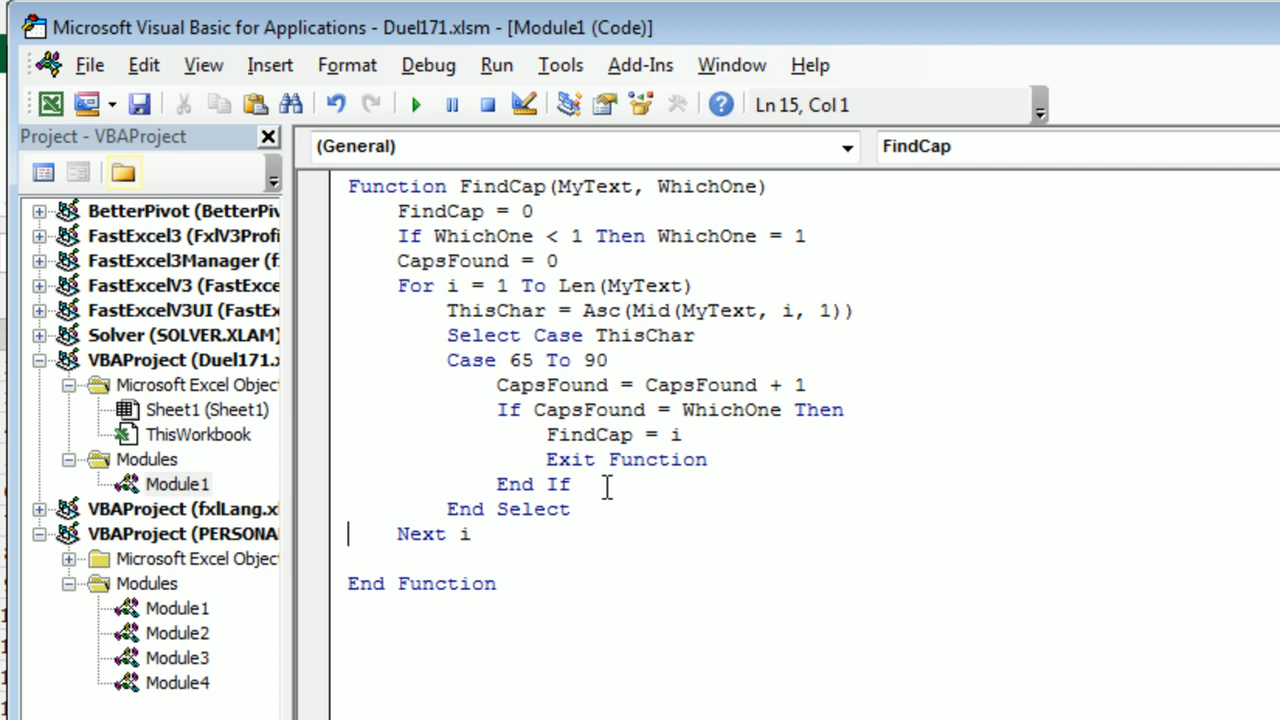 Microsoft Visual Basic for Applications - Duel171.xlsm - [Module1 (Code)]
File Edit View Insert Format Debug Run Tools Add-Ins Window Help
Ln 15, Col 1
Project - VBAProject
(General) FindCap
BetterPivot (BetterPiv
FastExcel3 (FxlV3Profi
FastExcel3Manager (f
FastExcelV3 (FastExce
FastExcelV3UI (FastEx
Solver (SOLVER.XLAM)
VBAProject (Duel171.x
Microsoft Excel Objec
Sheet1 (Sheet1)
ThisWorkbook
Modules
Module1
VBAProject (fxlLang.xl
VBAProject (PERSONA
Microsoft Excel Objec
Modules
Module1
Module2
Module3
Module4
Function FindCap(MyText, WhichOne)
FindCap = 0
If WhichOne < 1 Then WhichOne = 1
CapsFound = 0
For i = 1 To Len(MyText)
ThisChar = Asc(Mid(MyText, i, 1))
Select Case ThisChar
Case 65 To 90
CapsFound = CapsFound + 1
If CapsFound = WhichOne Then
FindCap = i
Exit Function
End If
End Select
Next i
End Function